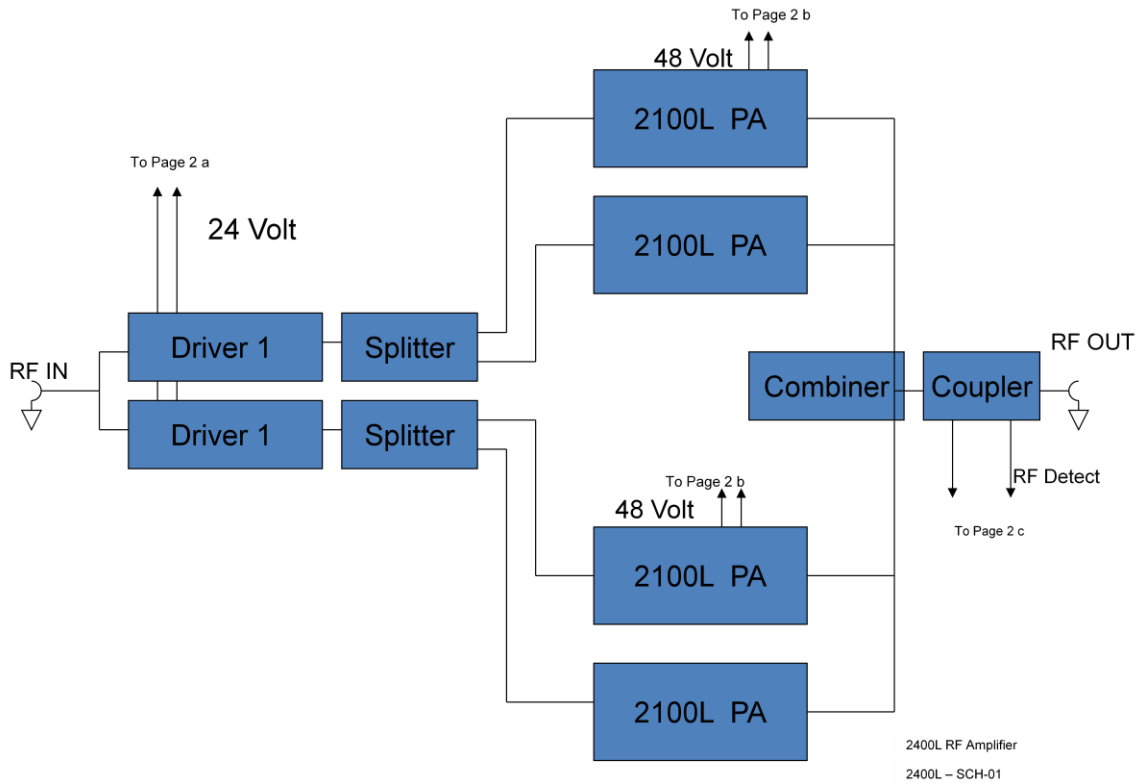 To Page 2 b
48 Volt
2100L PA
To Page 2 a
24 Volt
2100L PA
Driver 1
Splitter
RF IN
RF OUT
Combiner
Coupler
Driver 1
Splitter
RF Detect
To Page 2 b
48 Volt
To Page 2 c
2100L PA
2100L PA
2400L RF Amplifier
2400L – SCH-01